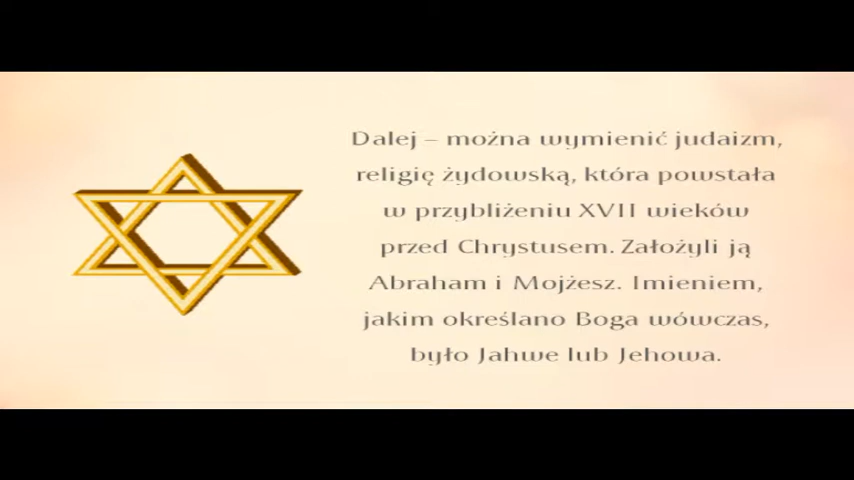 Dalej – można wymienić judaizm,
religię żydowską, która powstała
w przybliżeniu XVII wieków
przed Chrystusem. Założyli ją
Abraham i Mojżesz. Imieniem,
jakim określano Boga wówczas,
było Jahwe lub Jehowa.